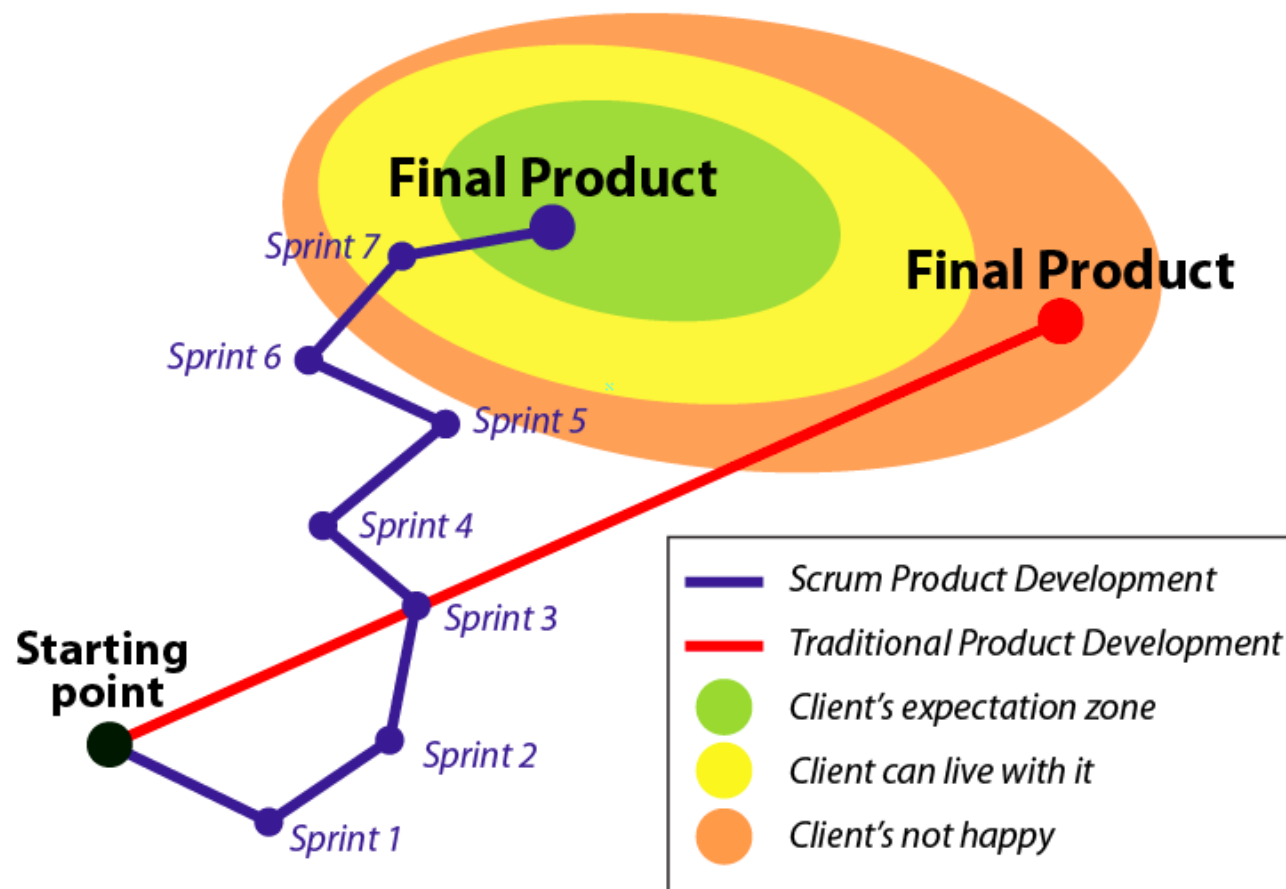 Final Product
Sprint 7
Final Product
Sprint 6
Sprint 5
Sprint 4
Sprint 3
Starting
point
Sprint 2
Sprint 1
Scrum Product Development
Traditional Product Development
Client's expectation zone
Client can live with it
Client's not happy